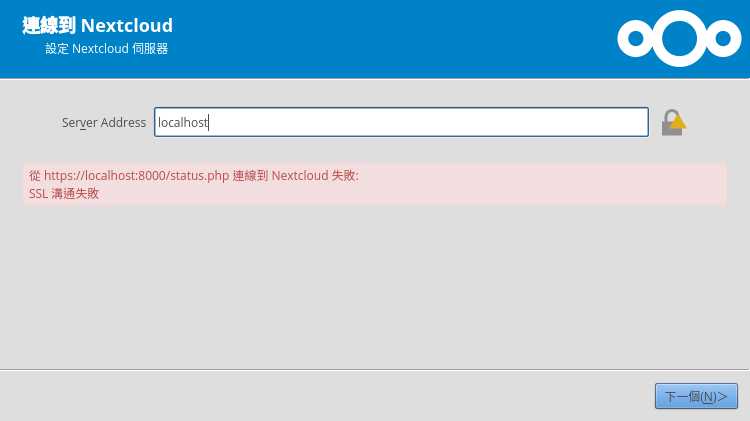 連線到 Nextcloud
設定 Nextcloud 伺服器
Server Address
localhost
從 https://localhost:8000/status.php 連線到 Nextcloud 失敗:
SSL 溝通失敗
下一個(N)>